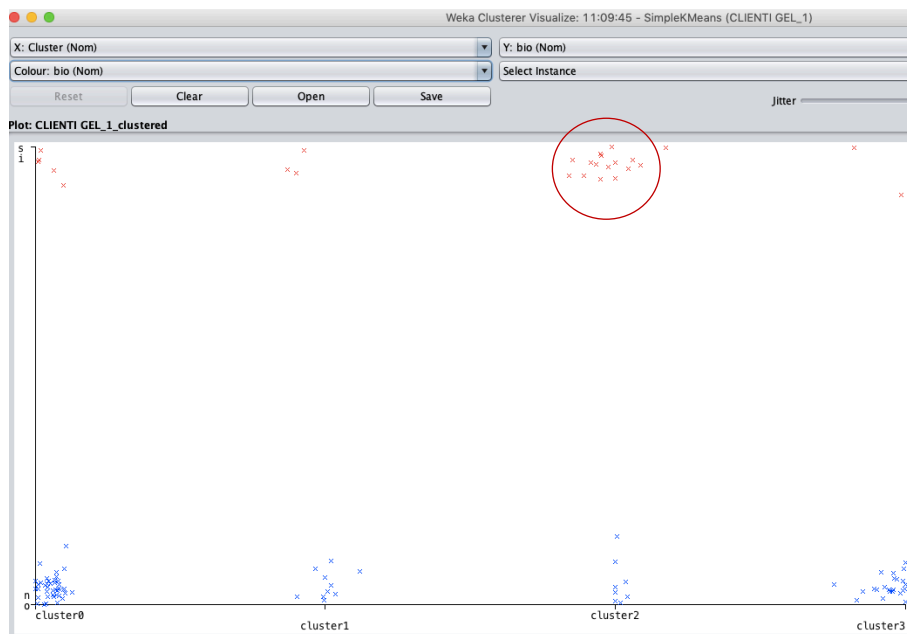 Weka Clusterer Visualize: 11:09:45 - SimpleKMeans (CLIENTI GEL_1)
X: Cluster (Nom)
Y: bio (Nom)
Colour: bio (Nom)
Select Instance
Reset
Clear
Open
Save
Jitter
Plot: CLIENTI GEL_1_clustered
s
i
n
o
cluster0
cluster1
cluster2
cluster3